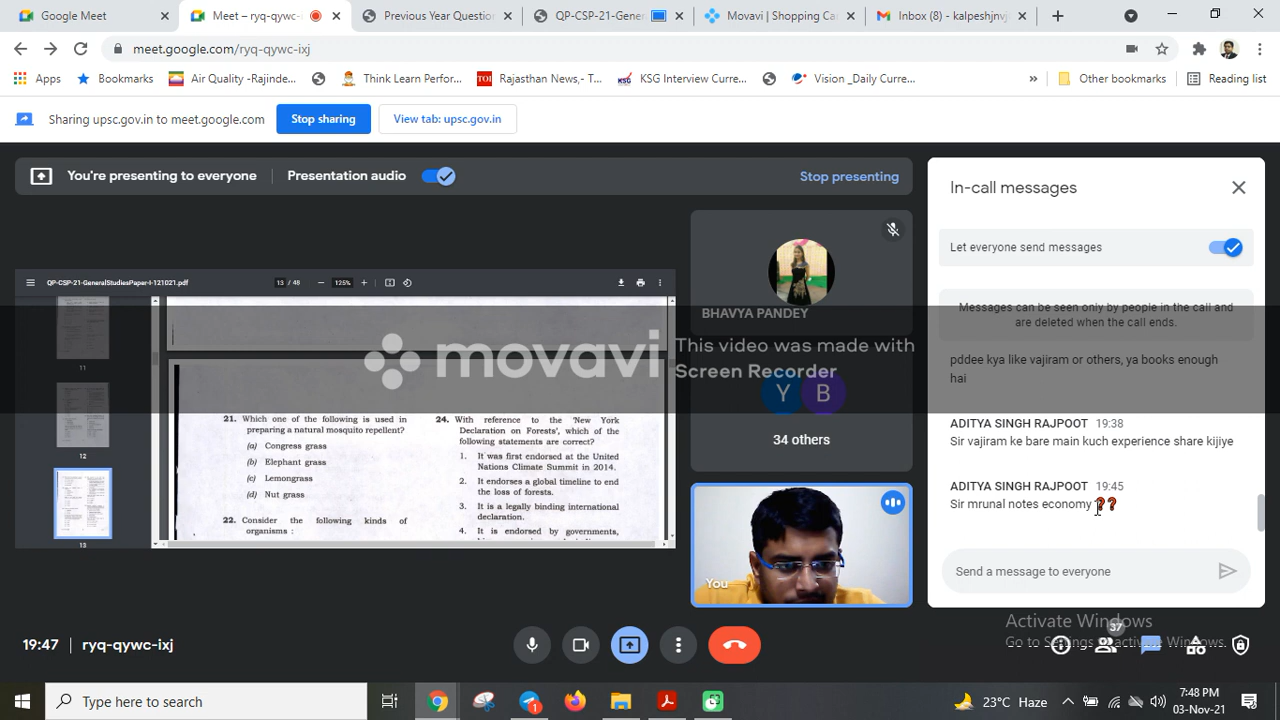 Google Meet
Meet – ryq-qywc-
Previous Year Questio
QP-CSP-21-Gener
Movavi | Shopping Ca
Inbox (8) - kalpeshjnvj
meet.google.com/ryq-qywc-ixj
Apps
Bookmarks
Air Quality -Rajinde...
Think Learn Perfor...
Rajasthan News,- T...
KSG Interview Curre...
Vision _Daily Curre...
Other bookmarks
Reading list
Sharing upsc.gov.in to meet.google.com
Stop sharing
View tab: upsc.gov.in
You're presenting to everyone
Presentation audio
Stop presenting
QP-CSP-21-GeneralStudiesPaper-I-121021.pdf
13 / 48
125%
11
12
13
21. Which one of the following is used in
preparing a natural mosquito repellent?
(a) Congress grass
(b) Elephant grass
(c) Lemongrass
(d) Nut grass
22. Consider the following kinds of
organisms :
24. With reference to the 'New York
Declaration on Forests', which of the
following statements are correct?
1. It was first endorsed at the United
Nations Climate Summit in 2014.
2. It endorses a global timeline to end
the loss of forests.
3. It is a legally binding international
declaration.
4. It is endorsed by governments,
BHAVYA PANDEY
Y
B
34 others
You
movavi
This video was made with
Screen Recorder
In-call messages
Let everyone send messages
Messages can be seen only by people in the call and
are deleted when the call ends.
pddee kya like vajiram or others, ya books enough
hai
ADITYA SINGH RAJPOOT 19:38
Sir vajiram ke bare main kuch experience share kijiye
ADITYA SINGH RAJPOOT 19:45
Sir mrunal notes economy ❓❓
Send a message to everyone
Activate Windows
Go to Settings to activate Windows.
19:47
ryq-qywc-ixj
37
Type here to search
1
23°C Haze
7:48 PM
03-Nov-21